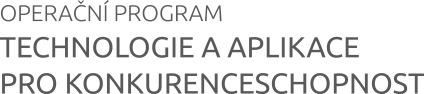 OPERAČNÍ PROGRAM
TECHNOLOGIE A APLIKACE
PRO KONKURENCESCHOPNOST